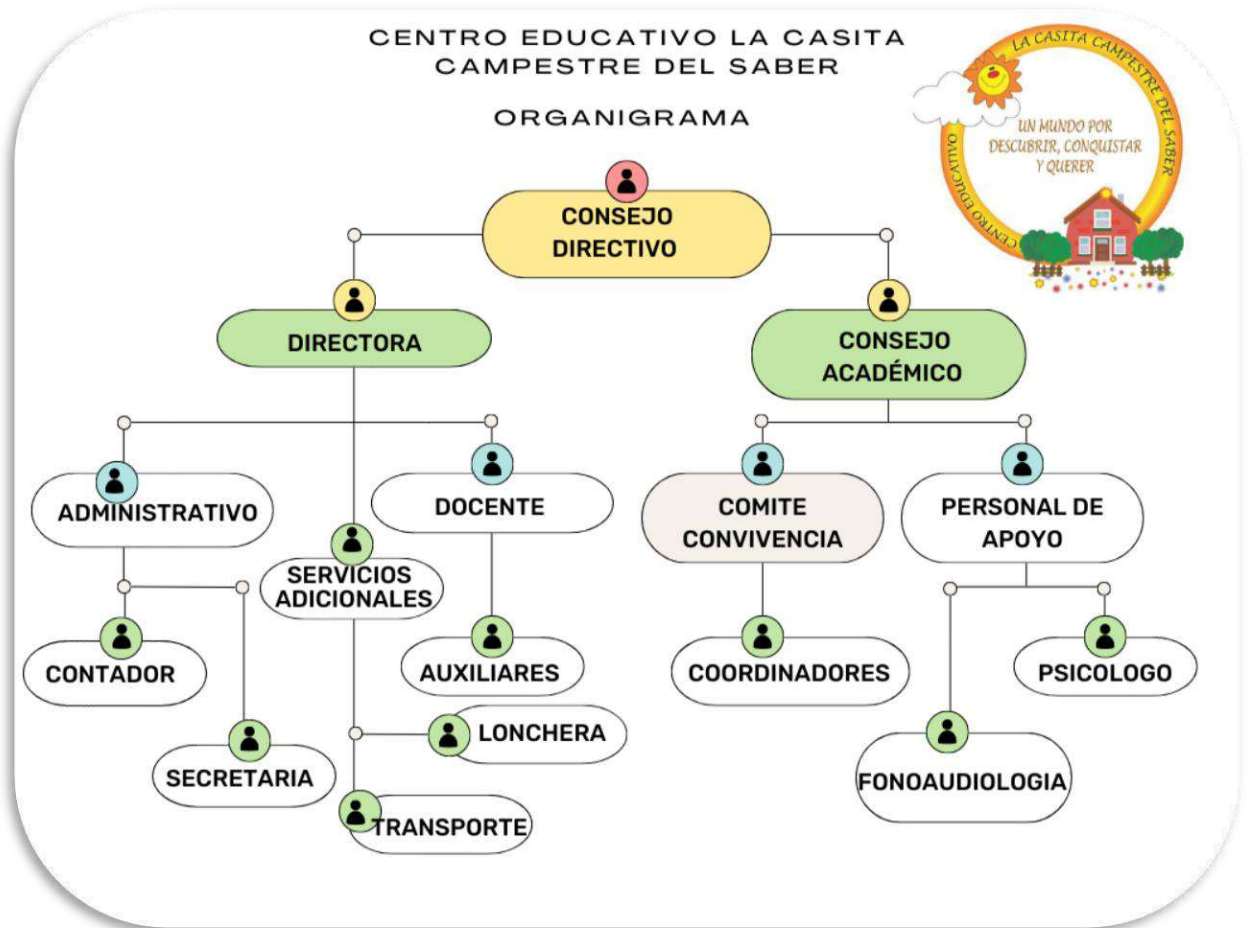 CENTRO EDUCATIVO LA CASITA
CAMPESTRE DEL SABER
ORGANIGRAMA
LA CASITA CAMPESTRE DEL SABER
CENTRO EDUCATIVO
UN MUNDO POR
DESCUBRIR, CONQUISTAR
Y QUERER
CONSEJO
DIRECTIVO
DIRECTORA
CONSEJO
ACADÉMICO
ADMINISTRATIVO
DOCENTE
COMITE
CONVIVENCIA
PERSONAL DE
APOYO
SERVICIOS
ADICIONALES
CONTADOR
AUXILIARES
COORDINADORES
PSICOLOGO
LONCHERA
SECRETARIA
FONOAUDIOLOGIA
TRANSPORTE